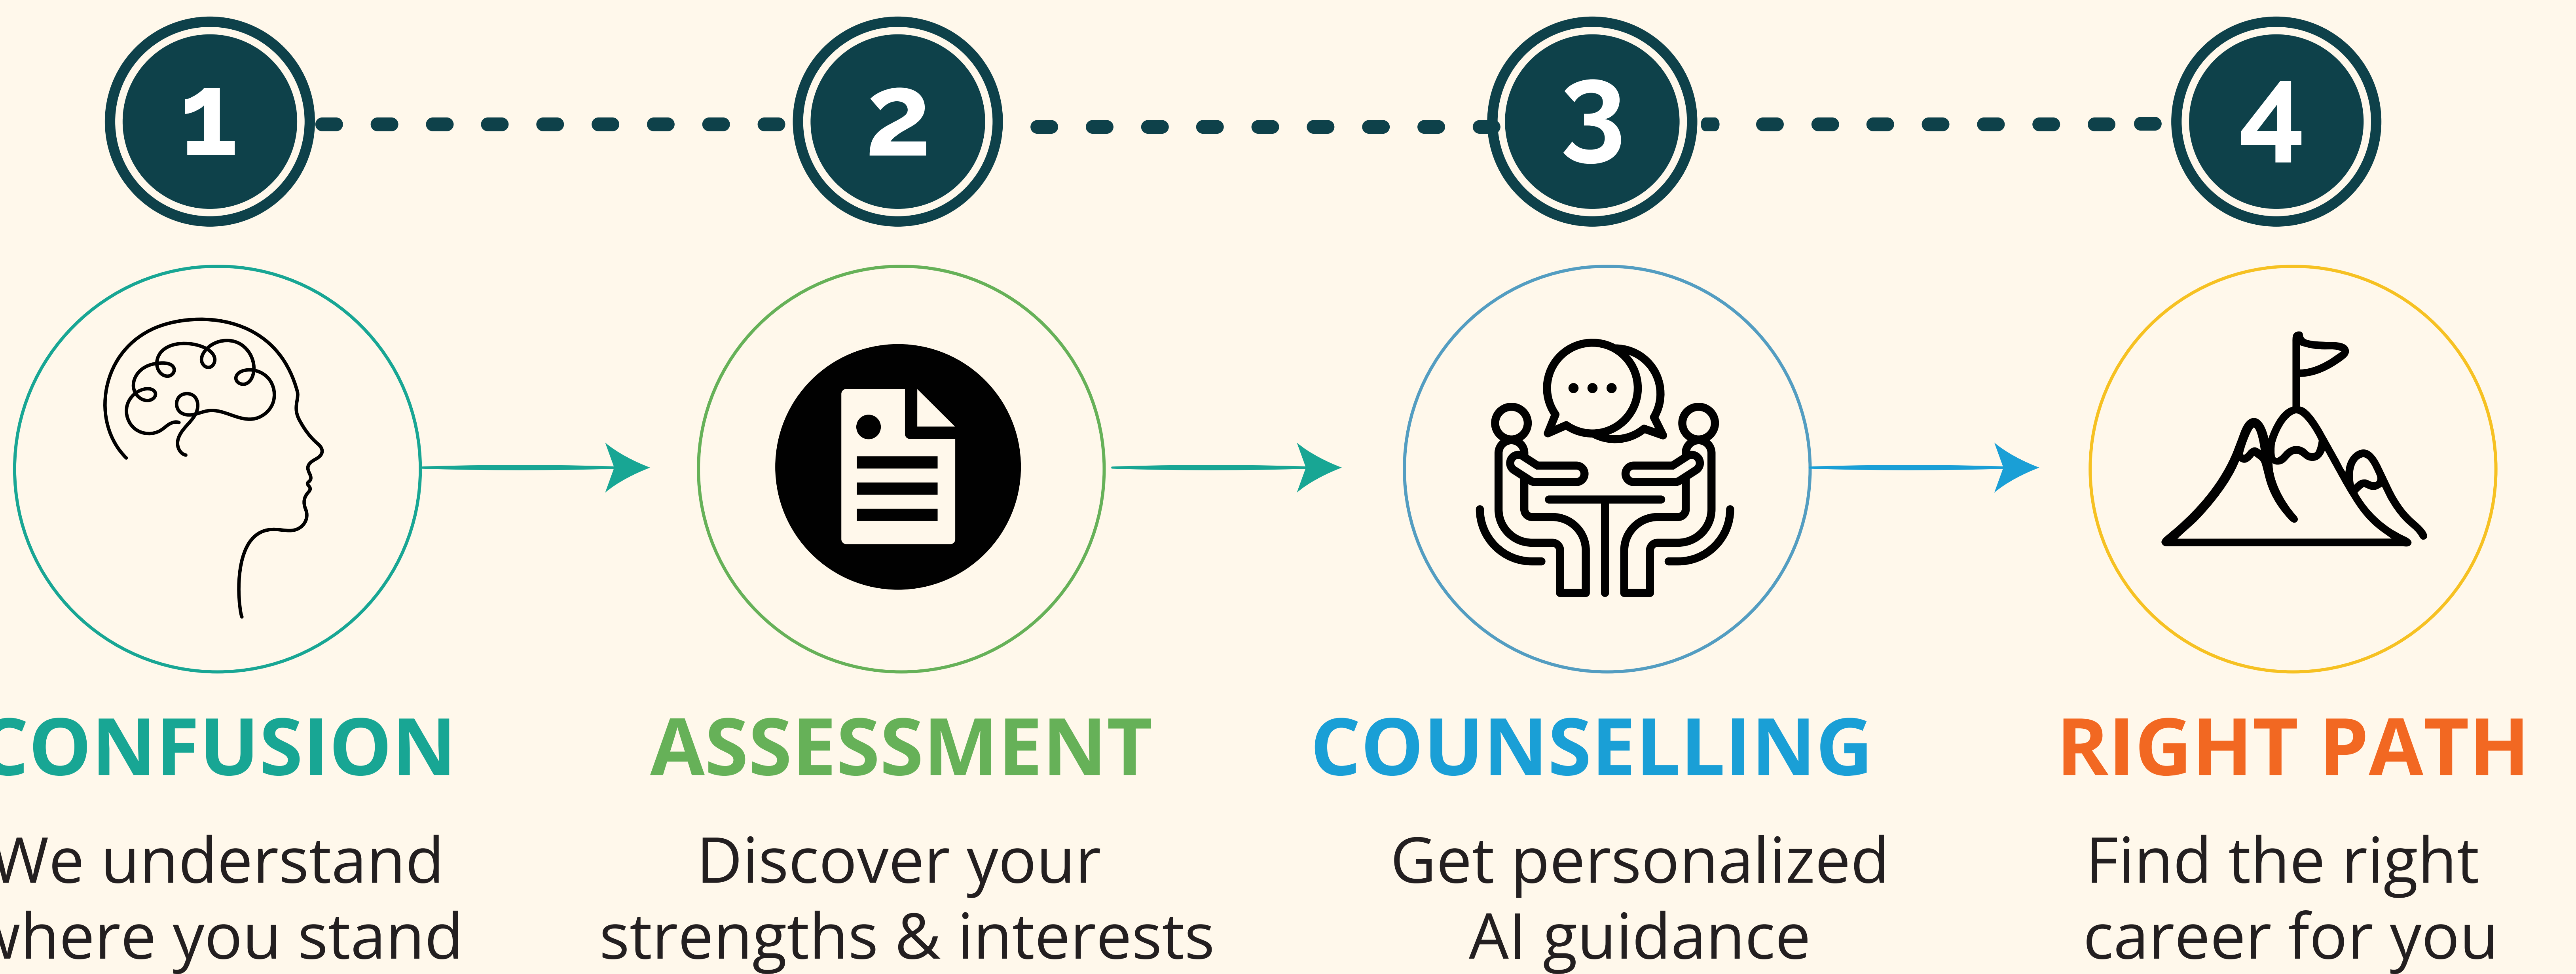 1 2 3 4
CONFUSION
We understand
where you stand
ASSESSMENT
Discover your
strengths & interests
COUNSELLING
Get personalized
AI guidance
RIGHT PATH
Find the right
career for you